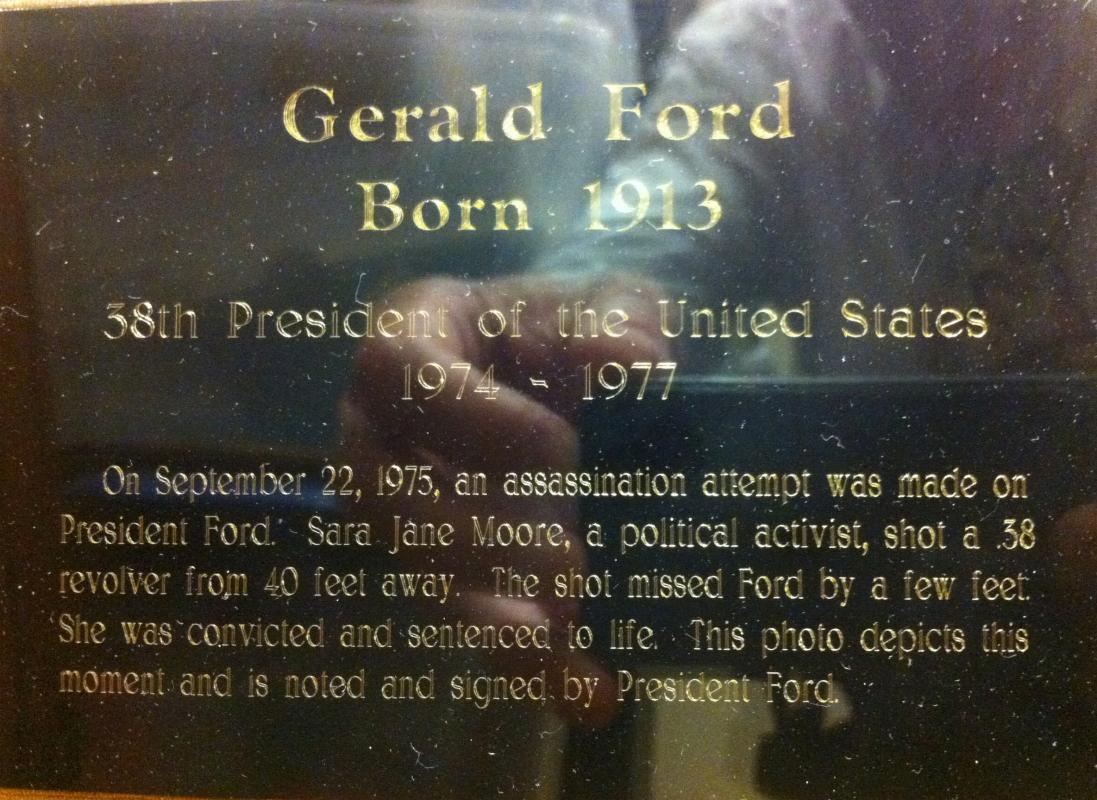 Gerald Ford
Born 1913
38th President of the United States
1974 - 1977
On September 22, 1975, an assassination attempt was made on
President Ford. Sara Jane Moore, a political activist, shot a .38
revolver from 40 feet away. The shot missed Ford by a few feet.
She was convicted and sentenced to life. This photo depicts this
moment and is noted and signed by President Ford.